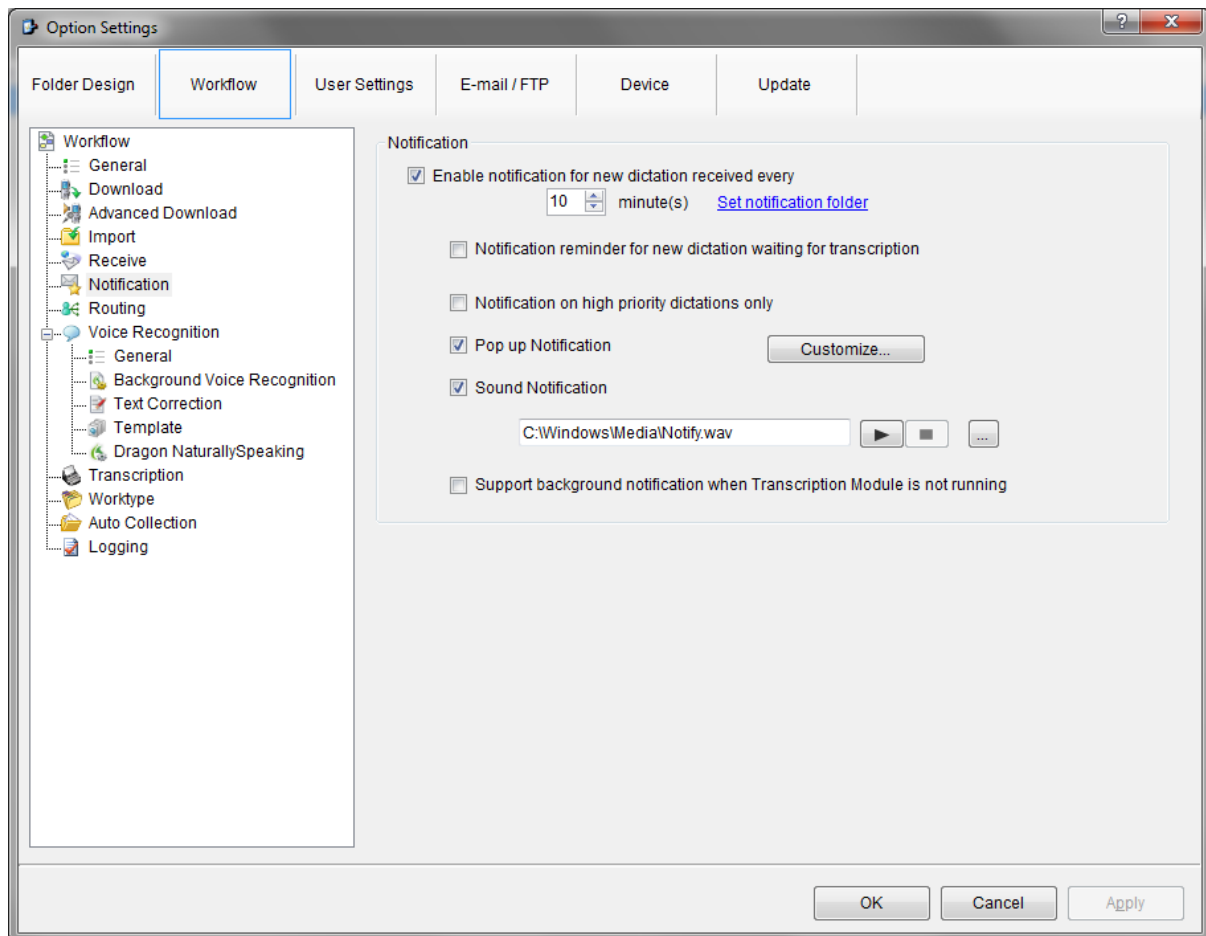 Option Settings
?
X
Folder Design
Workflow
User Settings
E-mail / FTP
Device
Update
Workflow
General
Download
Advanced Download
Import
Receive
Notification
Routing
Voice Recognition
General
Background Voice Recognition
Text Correction
Template
Dragon NaturallySpeaking
Transcription
Worktype
Auto Collection
Logging
Notification
Enable notification for new dictation received every
10 minute(s) Set notification folder
Notification reminder for new dictation waiting for transcription
Notification on high priority dictations only
Pop up Notification Customize...
Sound Notification
C:\Windows\Media\Notify.wav ...
Support background notification when Transcription Module is not running
OK Cancel Apply